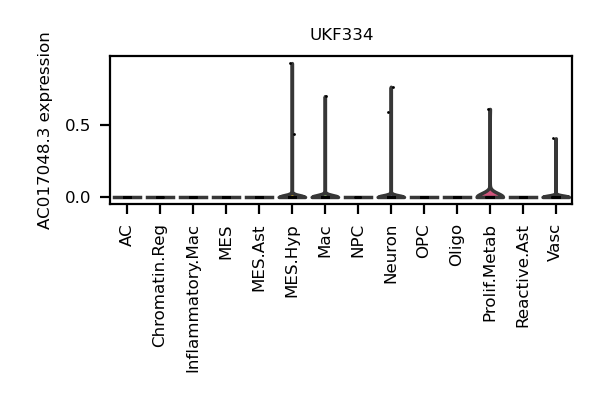 UKF334
AC017048.3 expression
0.5
0.0
AC
Chromatin.Reg
Inflammatory.Mac
MES
MES.Ast
MES.Hyp
Mac
NPC
Neuron
OPC
Oligo
Prolif.Metab
Reactive.Ast
Vasc